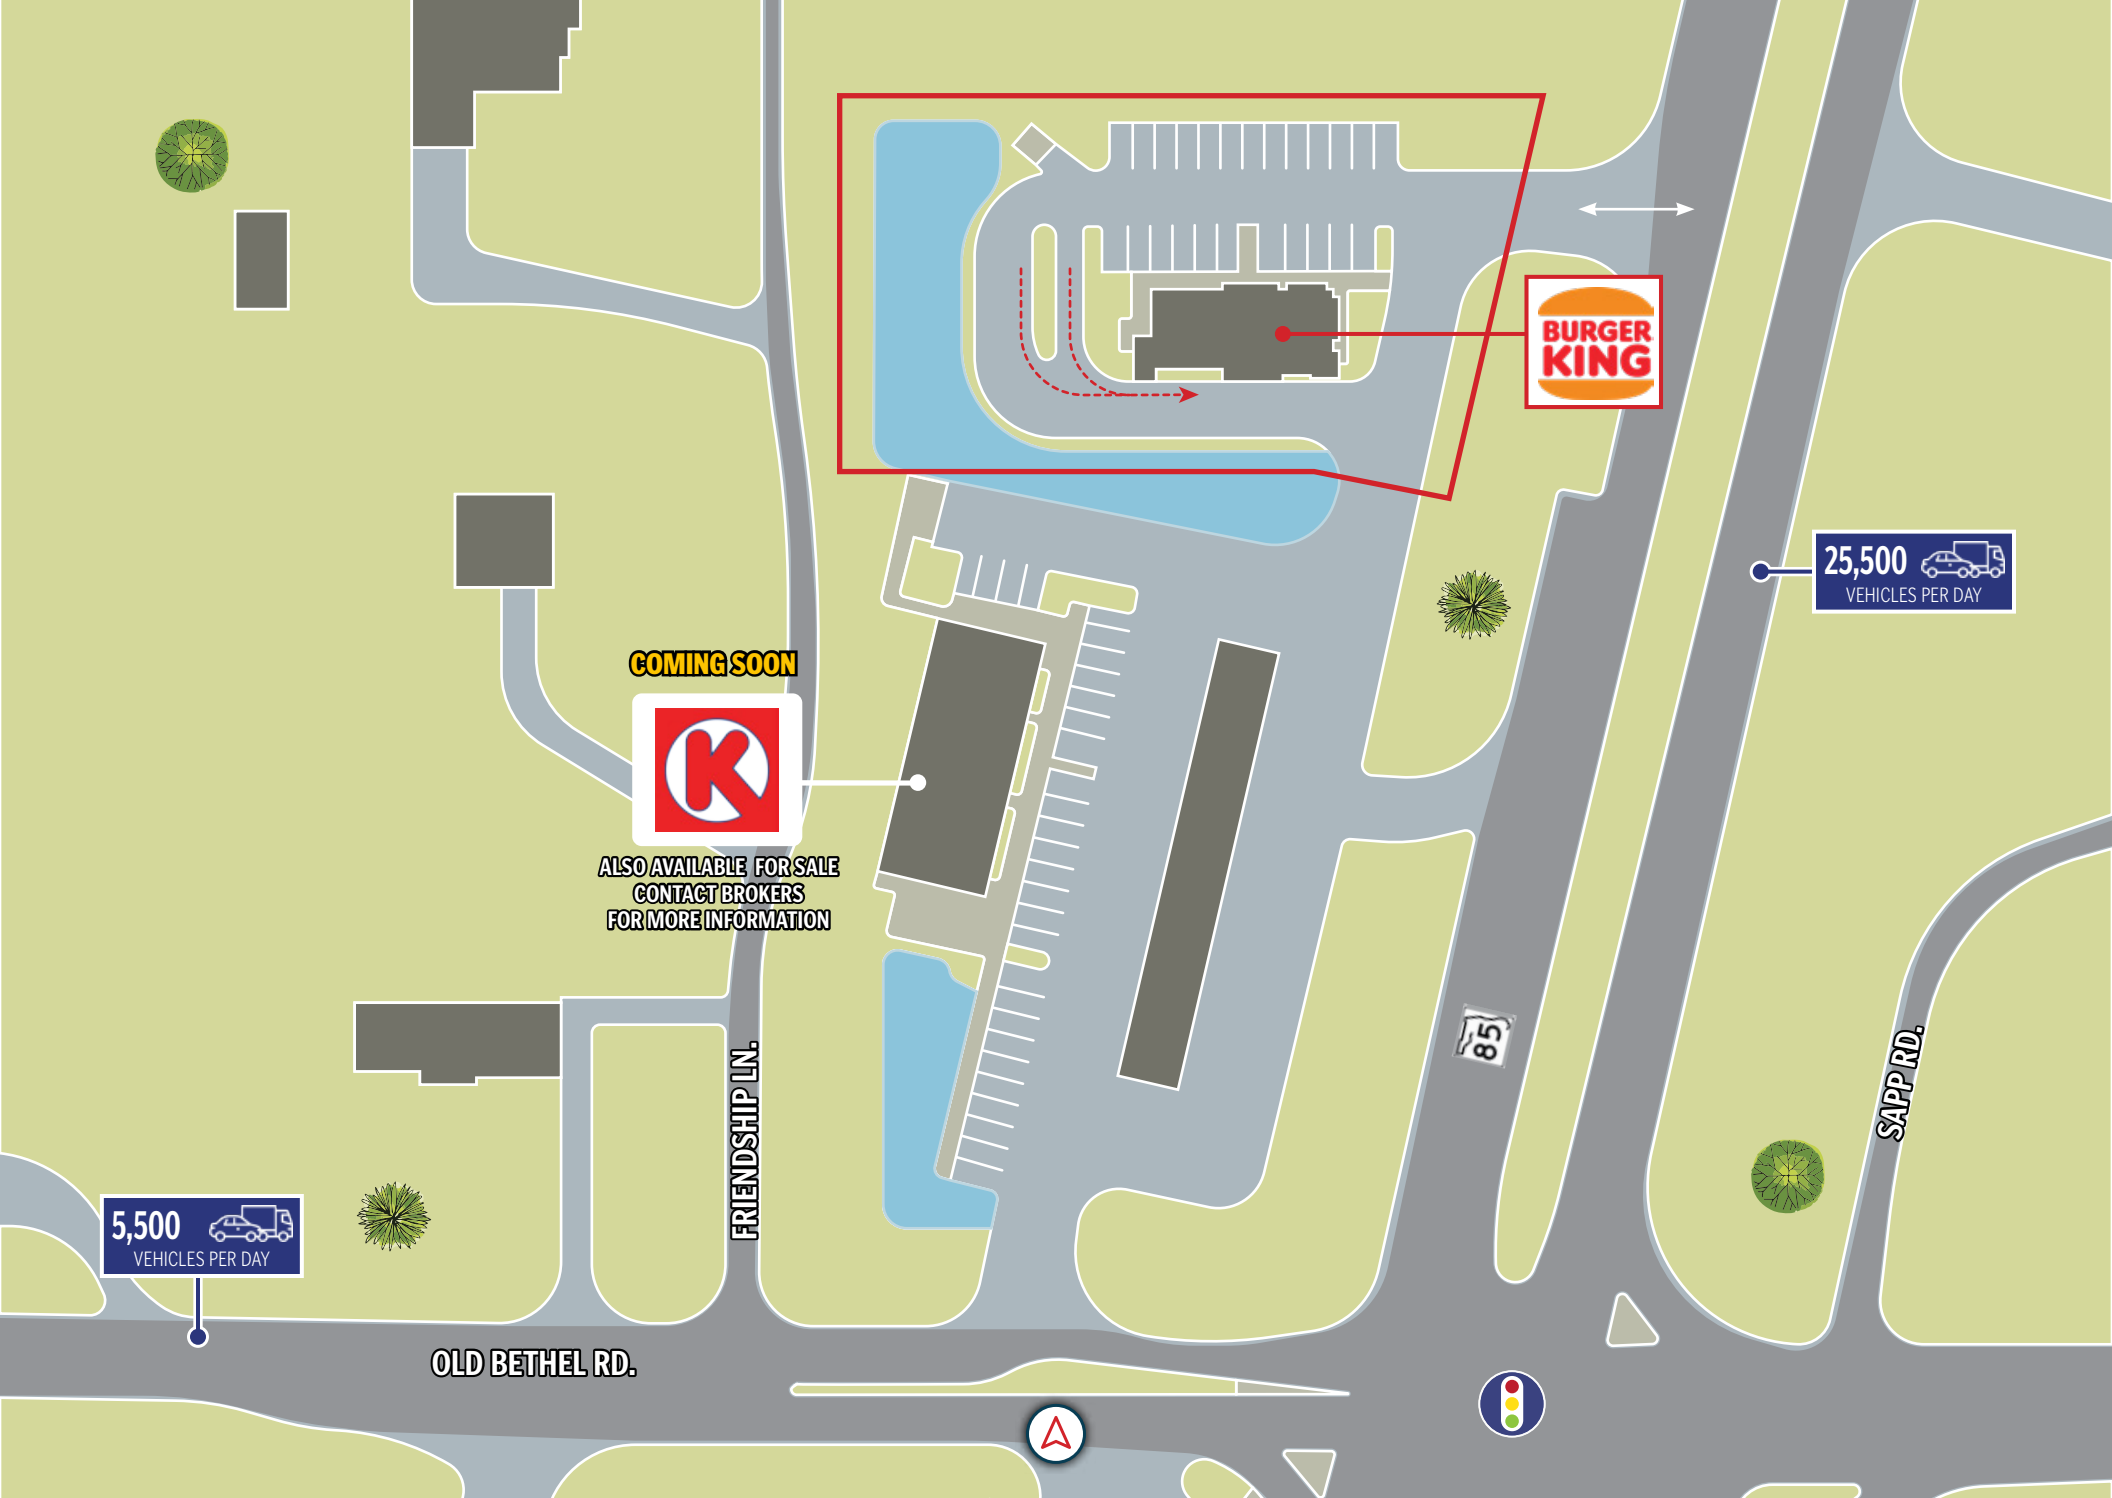 BURGER
KING
25,500
VEHICLES PER DAY
COMING SOON
K
ALSO AVAILABLE FOR SALE
CONTACT BROKERS
FOR MORE INFORMATION
85
SAPP RD.
FRIENDSHIP LN.
5,500
VEHICLES PER DAY
OLD BETHEL RD.